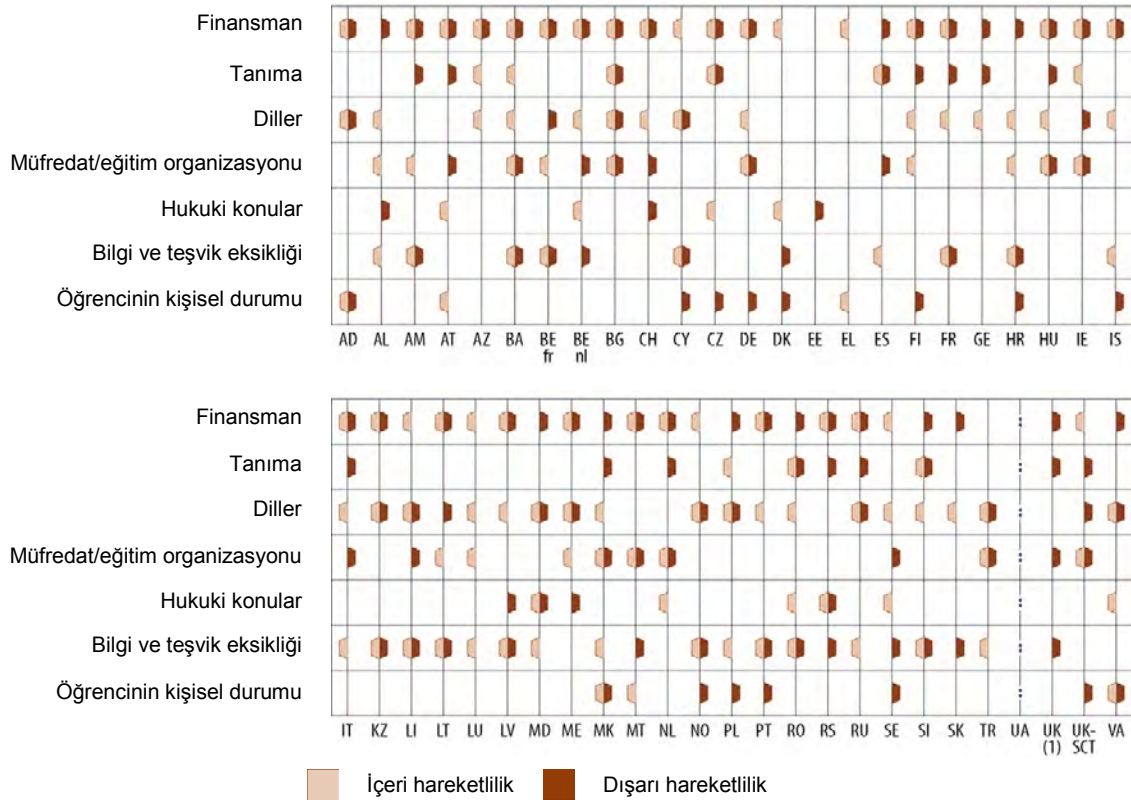 Finansman
Tanıma
Diller
Müfredat/eğitim organizasyonu
Hukuki konular
Bilgi ve teşvik eksikliği
Öğrencinin kişisel durumu
AD AL AM AT AZ BA BE fr BE nl BG CH CY CZ DE DK EE EL ES FI FR GE HR HU IE IS
Finansman :
Tanıma :
Diller :
Müfredat/eğitim organizasyonu :
Hukuki konular :
Bilgi ve teşvik eksikliği :
Öğrencinin kişisel durumu :
IT KZ LI LT LU LV MD ME MK MT NL NO PL PT RO RS RU SE SI SK TR UA UK (1) UK-SCT VA
İçeri hareketlilik Dışarı hareketlilik